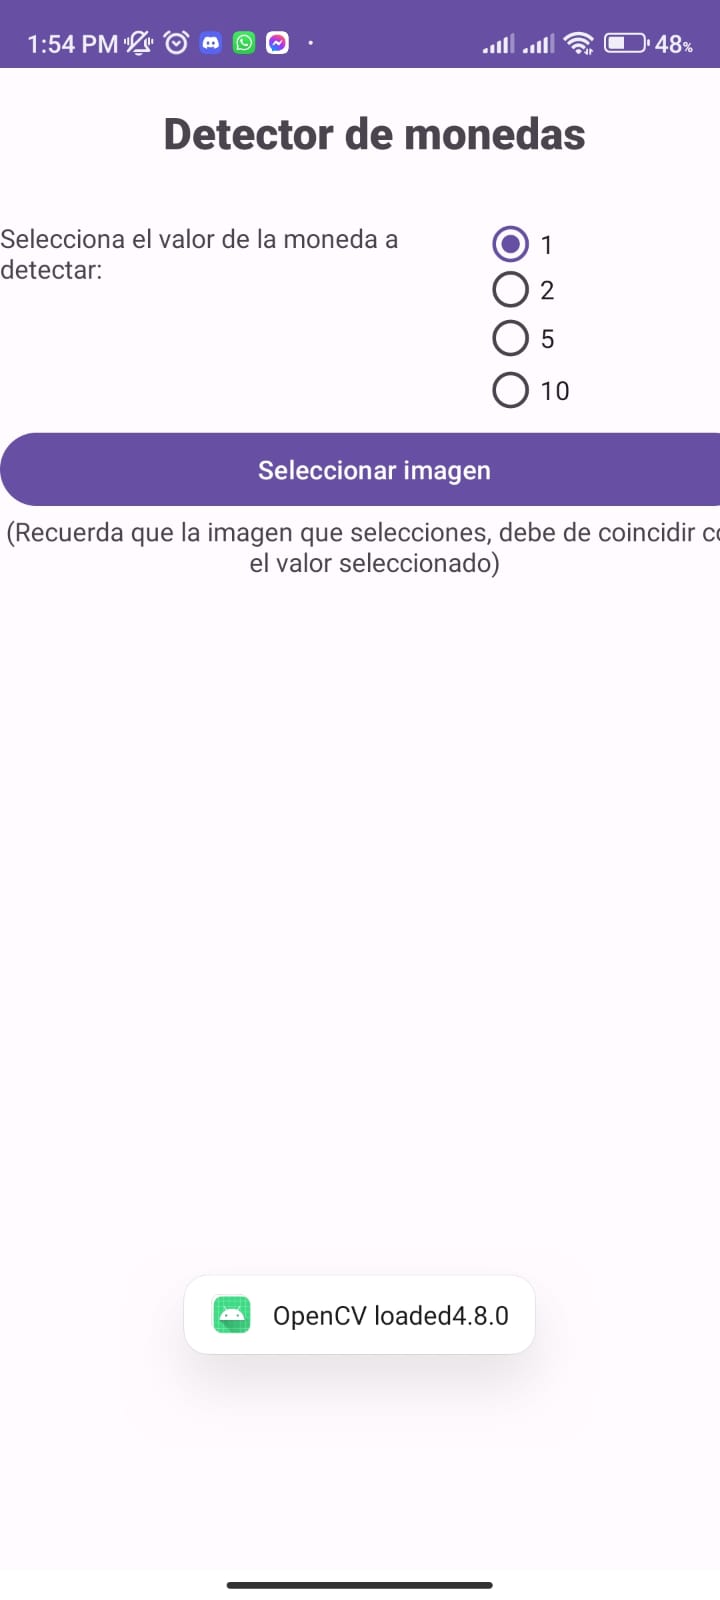 1:54 PM 48%
Detector de monedas
Selecciona el valor de la moneda a
detectar:
1
2
5
10
Seleccionar imagen
(Recuerda que la imagen que selecciones, debe de coincidir co
el valor seleccionado)
OpenCV loaded4.8.0